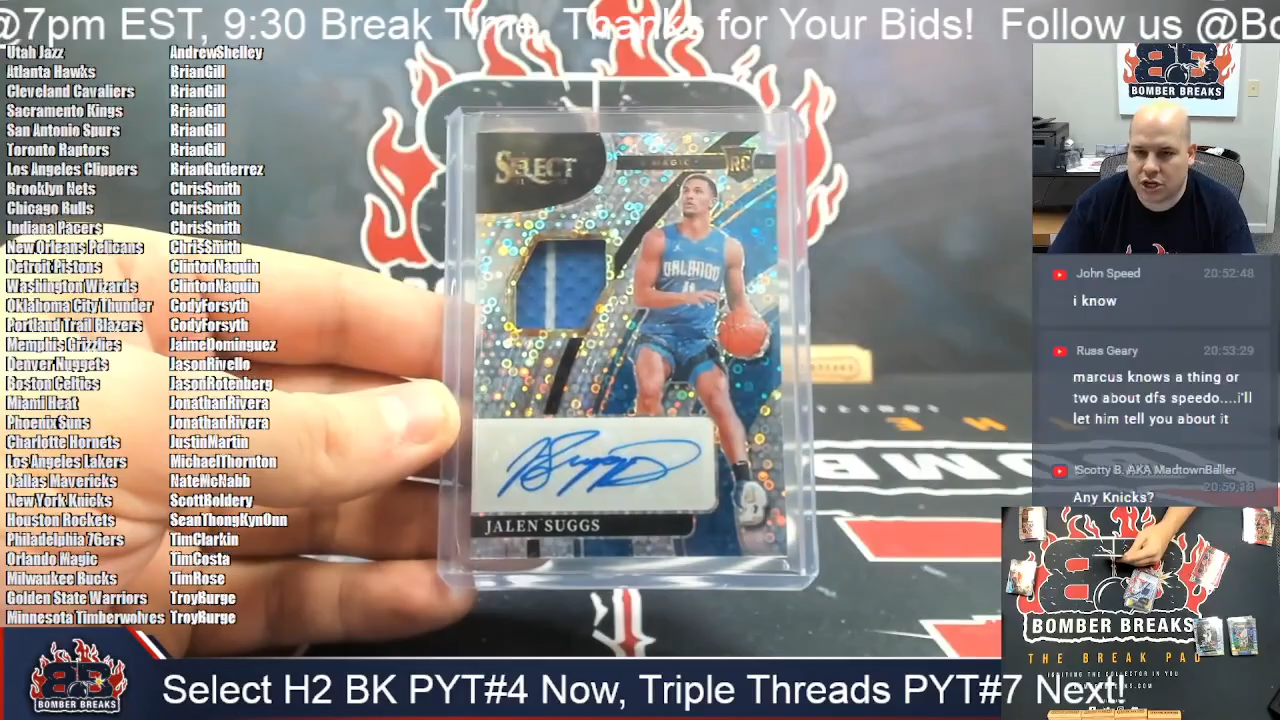 @7pm EST, 9:30 Break Time, Thanks for Your Bids! Follow us @Bo
Utah Jazz AndrewShelley
Atlanta Hawks BrianGill
Cleveland Cavaliers BrianGill
Sacramento Kings BrianGill
San Antonio Spurs BrianGill
Toronto Raptors BrianGill
Los Angeles Clippers BrianGutierrez
Brooklyn Nets ChrisSmith
Chicago Bulls ChrisSmith
Indiana Pacers ChrisSmith
New Orleans Pelicans ChrisSmith
Detroit Pistons ClintonNaquin
Washington Wizards ClintonNaquin
Oklahoma City Thunder CodyForsyth
Portland Trail Blazers CodyForsyth
Memphis Grizzlies JaimeDominguez
Denver Nuggets JasonRivello
Boston Celtics JasonRotenberg
Miami Heat JonathanRivera
Phoenix Suns JonathanRivera
Charlotte Hornets JustinMartin
Los Angeles Lakers MichaelThornton
Dallas Mavericks NateMcNabb
New York Knicks ScottBoldery
Houston Rockets SeanThongKynOnn
Philadelphia 76ers TimClarkin
Orlando Magic TimCosta
Milwaukee Bucks TimRose
Golden State Warriors TroyBurge
Minnesota Timberwolves TroyBurge
SELECT
MAGIC
RC
ORLANDO
JALEN SUGGS
BOMBER BREAKS
John Speed 20:52:48
i know
Russ Geary 20:53:29
marcus knows a thing or
two about dfs speedo....i'll
let him tell you about it
Scotty B. AKA MadtownBaller
20:59:18
Any Knicks?
BOMBER BREAKS
THE BREAK PAD
BOMBER BREAKS
Select H2 BK PYT#4 Now, Triple Threads PYT#7 Next!